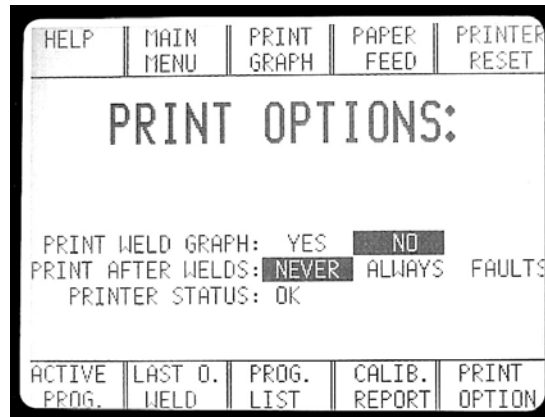 HELP MAIN PRINT PAPER PRINTER
MENU GRAPH FEED RESET
PRINT OPTIONS:
PRINT WELD GRAPH: YES NO
PRINT AFTER WELDS: NEVER ALWAYS FAULTS
PRINTER STATUS: OK
ACTIVE LAST O. PROG. CALIB. PRINT
PROG. WELD LIST REPORT OPTION